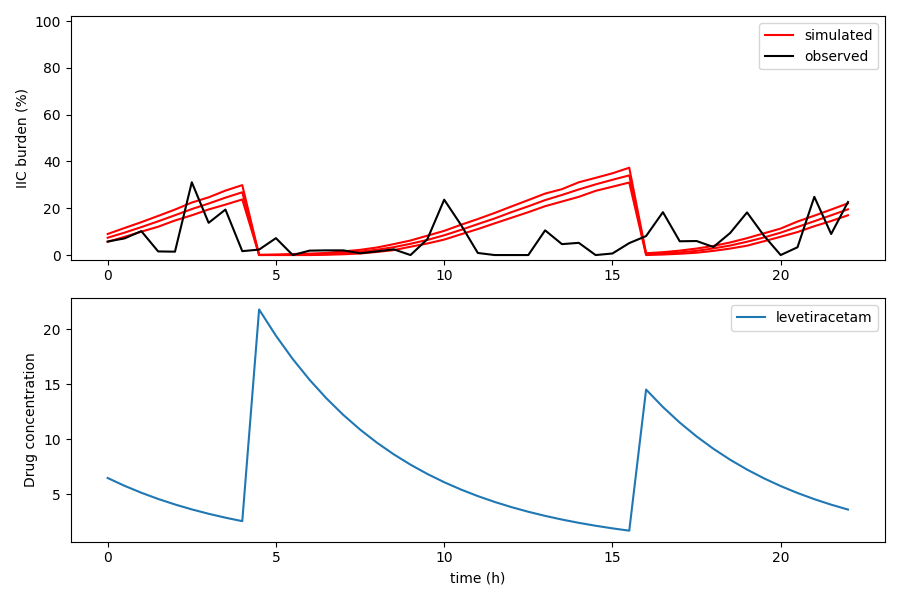 100
80
60
40
20
0
IIC burden (%)
simulated
observed
0 5 10 15 20
20
15
10
5
Drug concentration
levetiracetam
0 5 10 15 20
time (h)